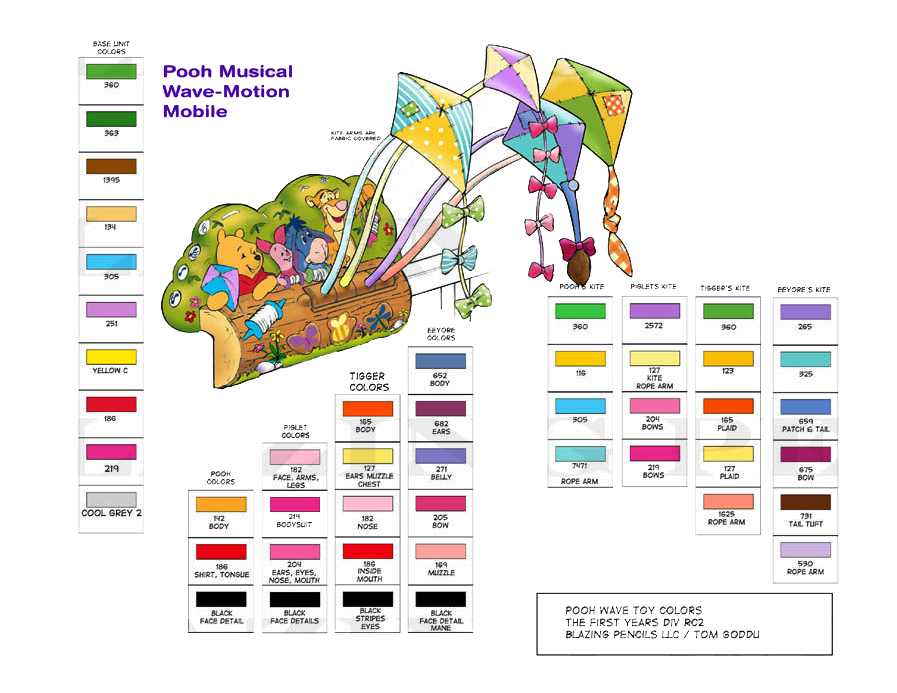 BASE UNIT
COLORS
360
363
1395
134
305
251
YELLOW C
186
219
COOL GREY 2
Pooh Musical
Wave-Motion
Mobile
KITE ARMS ARE
FABRIC COVERED
POOH
COLORS
142
BODY
186
SHIRT, TONGUE
BLACK
FACE DETAIL
PIGLET
COLORS
182
FACE, ARMS,
LEGS
219
BODYSUIT
204
EARS, EYES,
NOSE, MOUTH
BLACK
FACE DETAILS
TIGGER
COLORS
165
BODY
127
EARS MUZZLE
CHEST
182
NOSE
186
INSIDE
MOUTH
BLACK
STRIPES
EYES
EEYORE
COLORS
652
BODY
682
EARS
271
BELLY
205
BOW
169
MUZZLE
BLACK
FACE DETAIL
MANE
POOH'S KITE
360
116
305
7471
ROPE ARM
PIGLETS KITE
2572
127
KITE
ROPE ARM
204
BOWS
219
BOWS
TIGGER'S KITE
360
123
165
PLAID
127
PLAID
1625
ROPE ARM
EEYORE'S KITE
265
325
659
PATCH & TAIL
675
BOW
731
TAIL TUFT
530
ROPE ARM
POOH WAVE TOY COLORS
THE FIRST YEARS DIV RC2
BLAZING PENCILS LLC / TOM GODDU